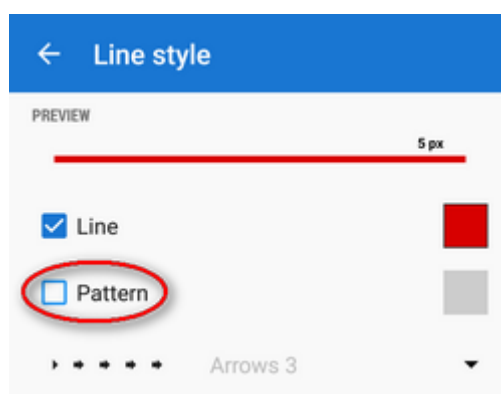 Line style
PREVIEW
5 px
Line
Pattern
Arrows 3